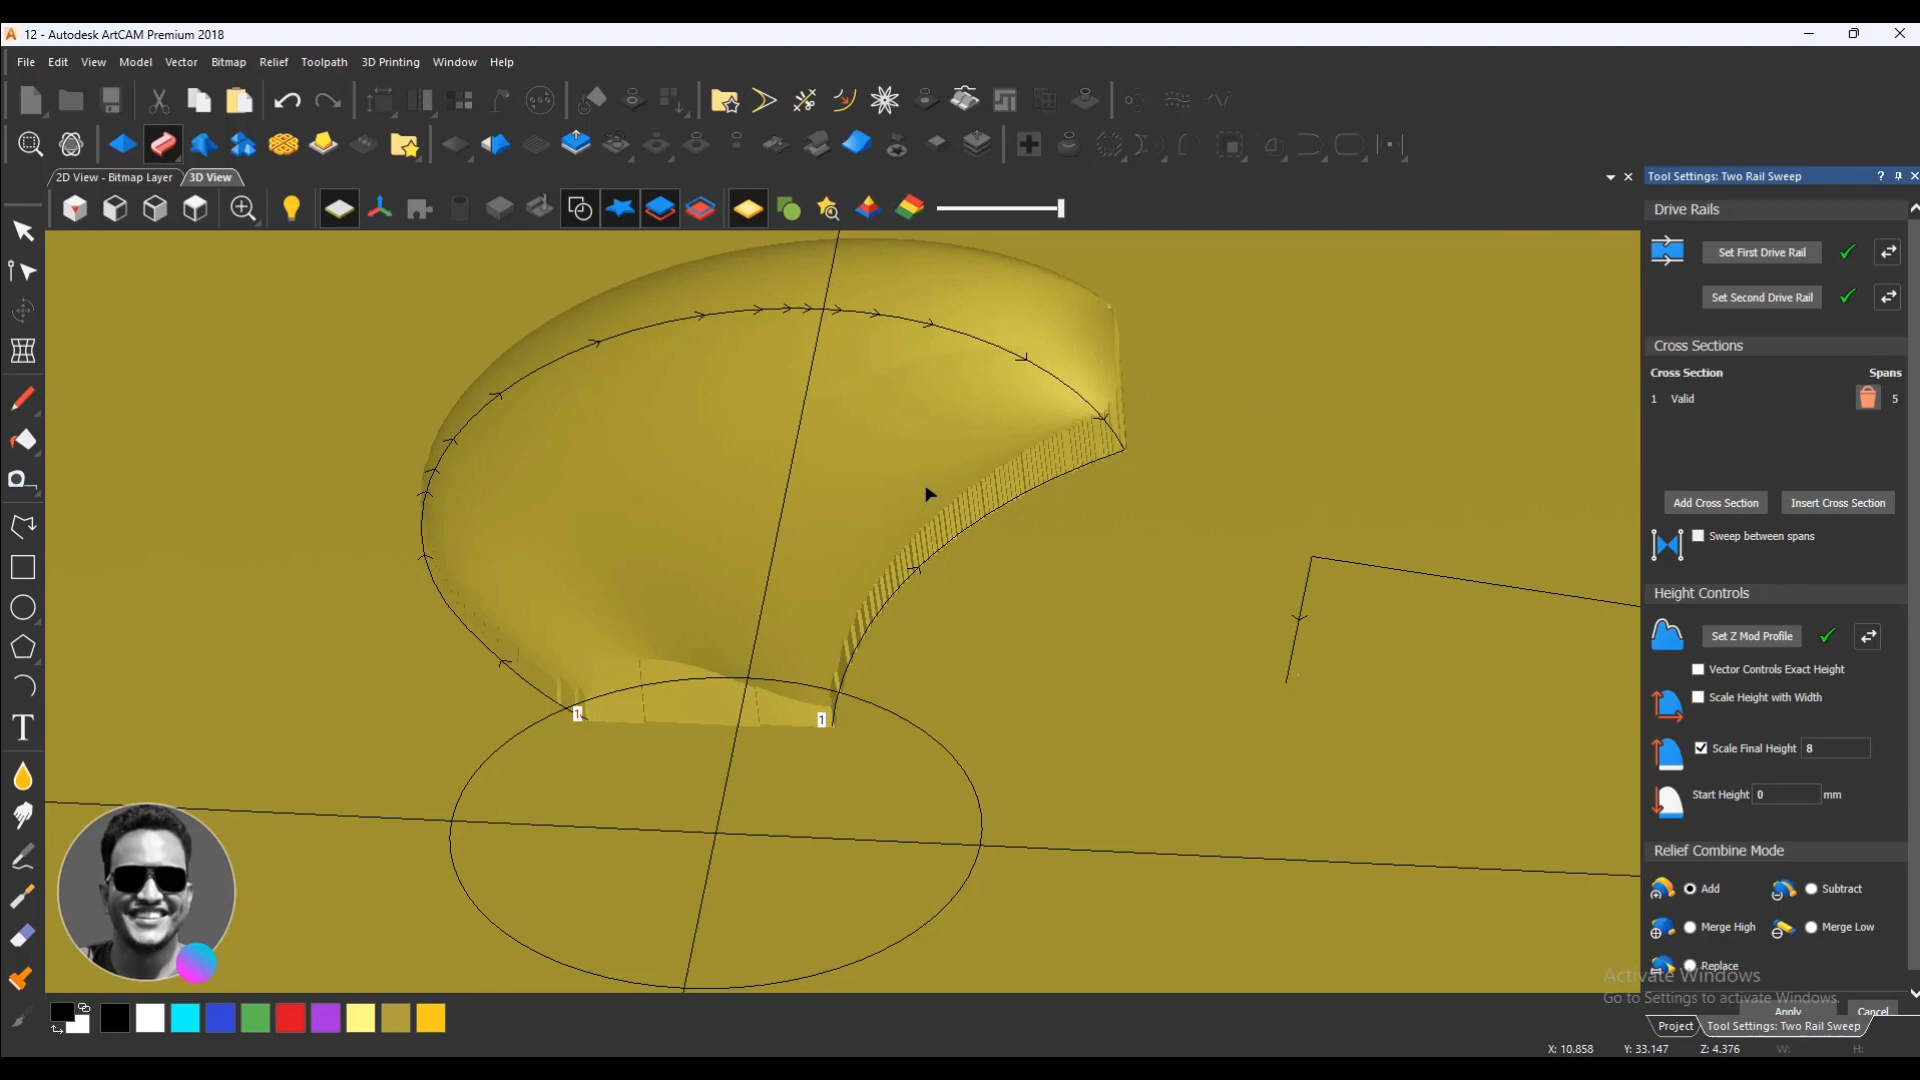 12 - Autodesk ArtCAM Premium 2018
File Edit View Model Vector Bitmap Relief Toolpath 3D Printing Window Help
2D View - Bitmap Layer 3D View
Tool Settings: Two Rail Sweep
Drive Rails
Set First Drive Rail
Set Second Drive Rail
Cross Sections
Cross Section Spans
1 Valid 5
Add Cross Section Insert Cross Section
Sweep between spans
Height Controls
Set Z Mod Profile
Vector Controls Exact Height
Scale Height with Width
1 1
Scale Final Height 8
Start Height 0 mm
Relief Combine Mode
Add Subtract
Merge High Merge Low
Replace
Activate Windows
Go to Settings to activate Windows.
Apply Cancel
Project Tool Settings: Two Rail Sweep
X: 10.858 Y: 33.147 Z: 4.376 W: H: